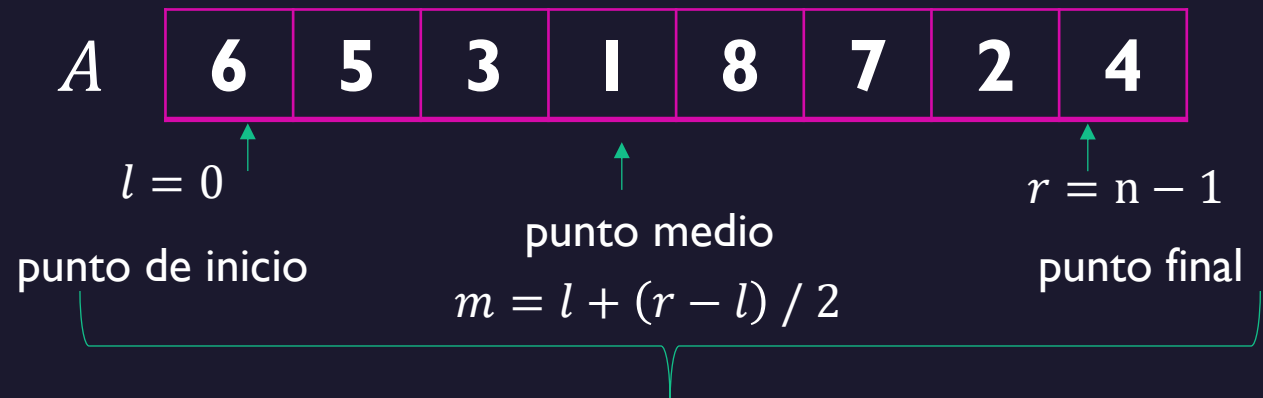 A 6 5 3 1 8 7 2 4
l = 0
r = n − 1
punto medio
punto de inicio
punto final
m = l + (r − l) / 2